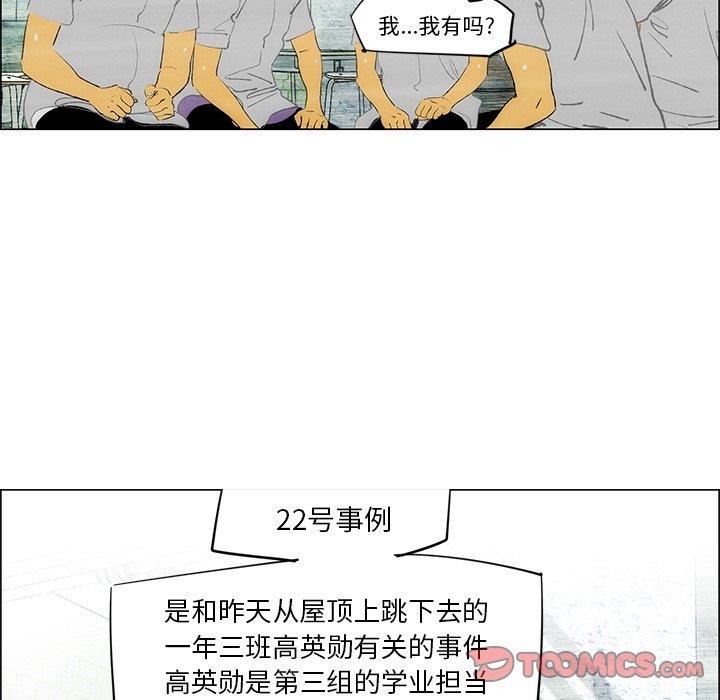 我...我有吗?
22号事例
是和昨天从屋顶上跳下去的
一年三班高英勋有关的事件
高英勋是第三组的学业担当
TOOMICS.COM